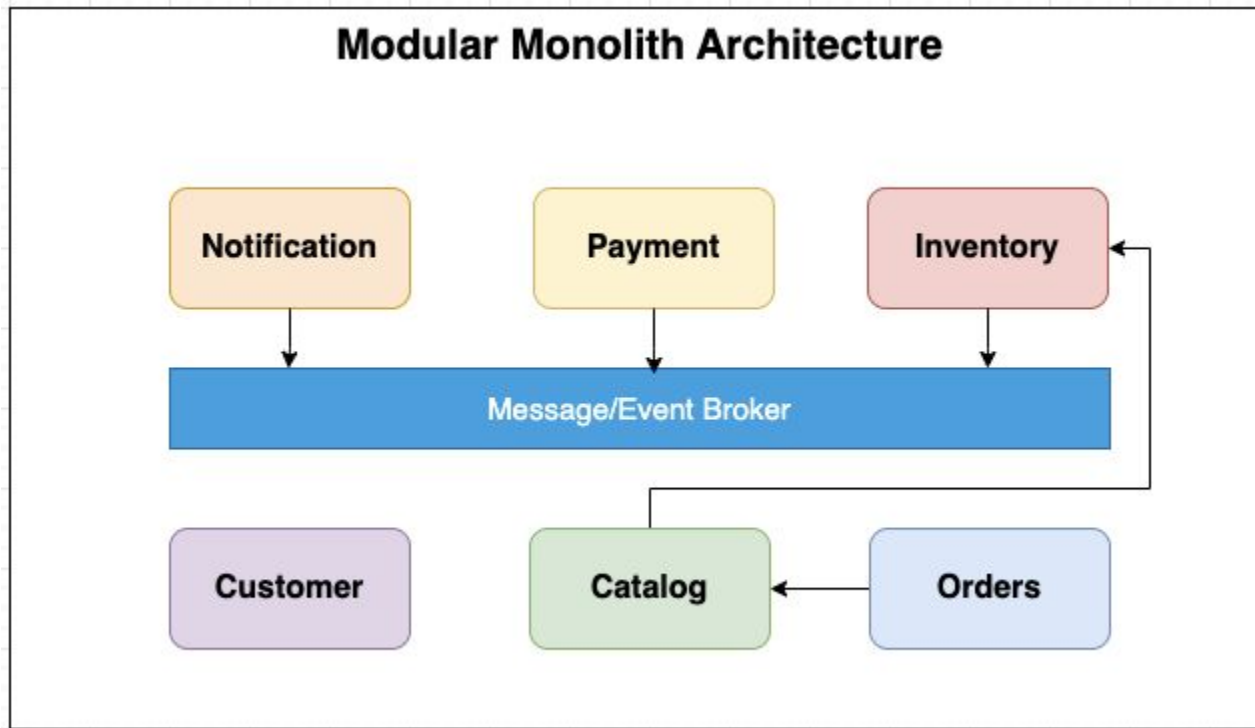 Modular Monolith Architecture
Notification
Payment
Inventory
Message/Event Broker
Customer
Catalog
Orders